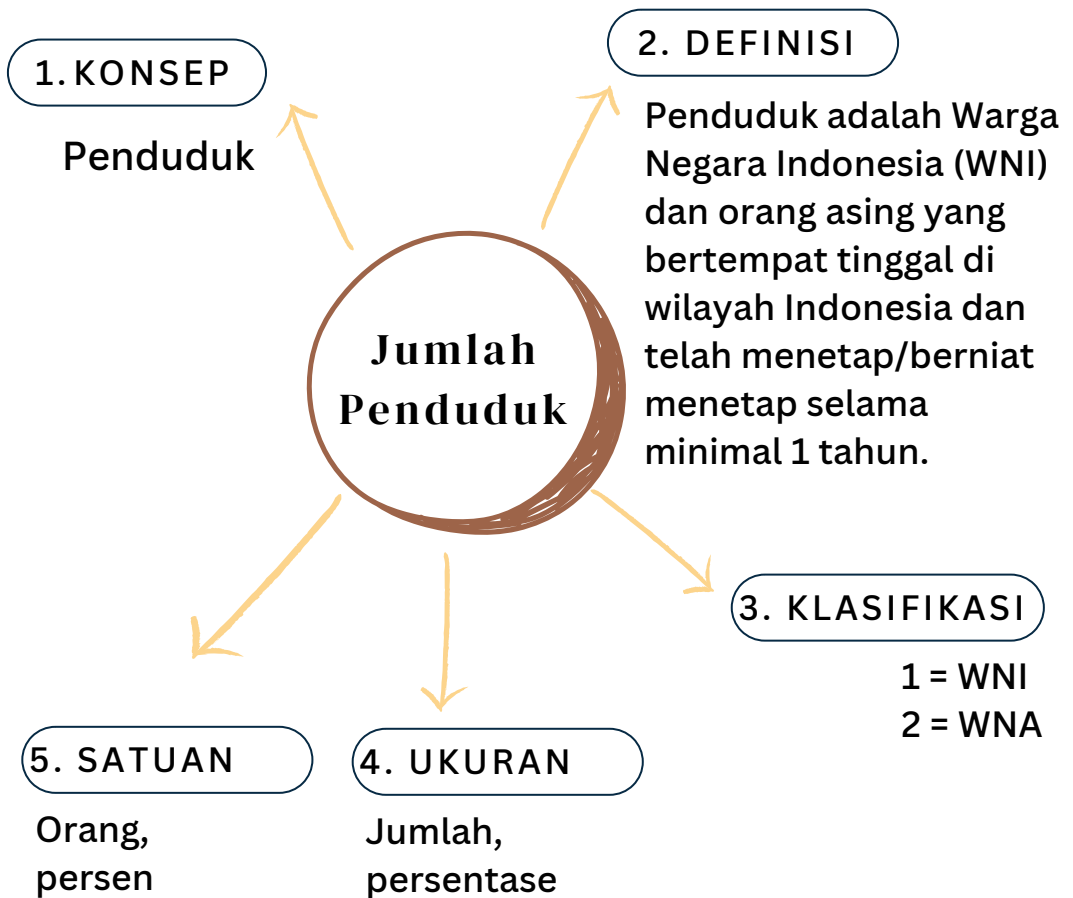 1. KONSEP
Penduduk
2. DEFINISI
Penduduk adalah Warga
Negara Indonesia (WNI)
dan orang asing yang
bertempat tinggal di
wilayah Indonesia dan
telah menetap/berniat
menetap selama
minimal 1 tahun.
Jumlah
Penduduk
3. KLASIFIKASI
1 = WNI
2 = WNA
4. UKURAN
Jumlah,
persentase
5. SATUAN
Orang,
persen